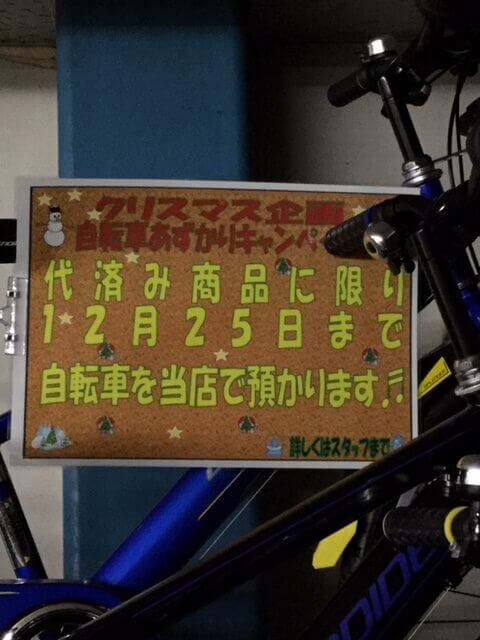 クリスマス企画
自転車あずかりキャンペ
代済み商品に限り
12月25日まで
自転車を当店で預かります♬
詳しくはスタッフまで